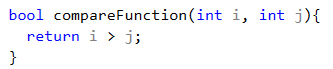 bool compareFunction(int i, int j){
  return i > j;
}